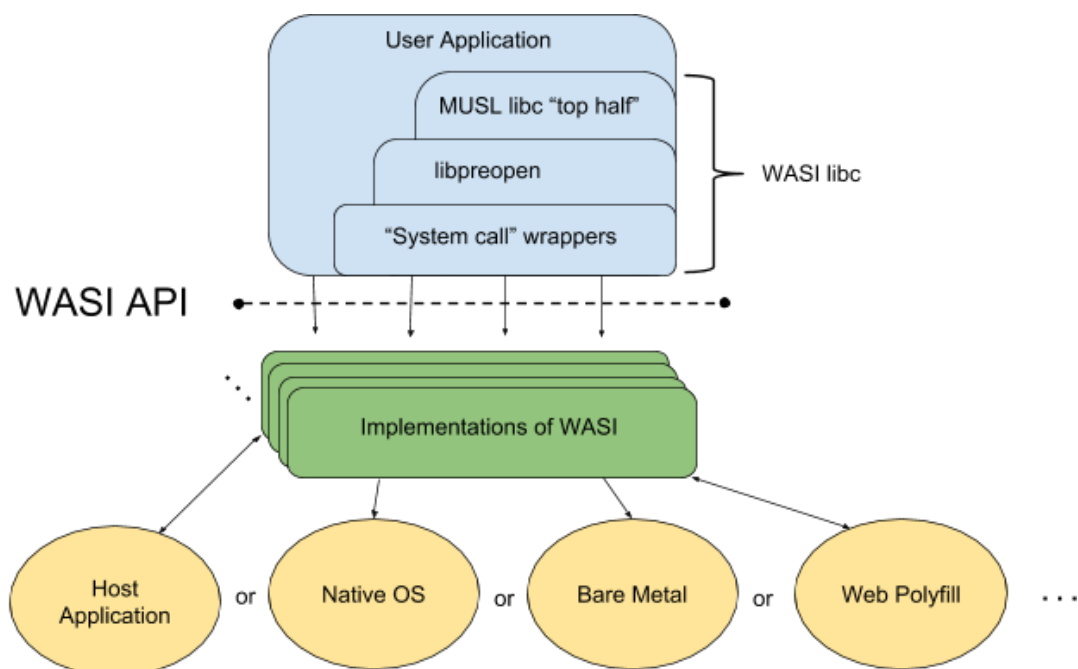 User Application
MUSL libc “top half”
libpreopen
WASI libc
“System call” wrappers
WASI API
Implementations of WASI
Host
Application
or
Native OS
or
Bare Metal
or
Web Polyfill
. . .